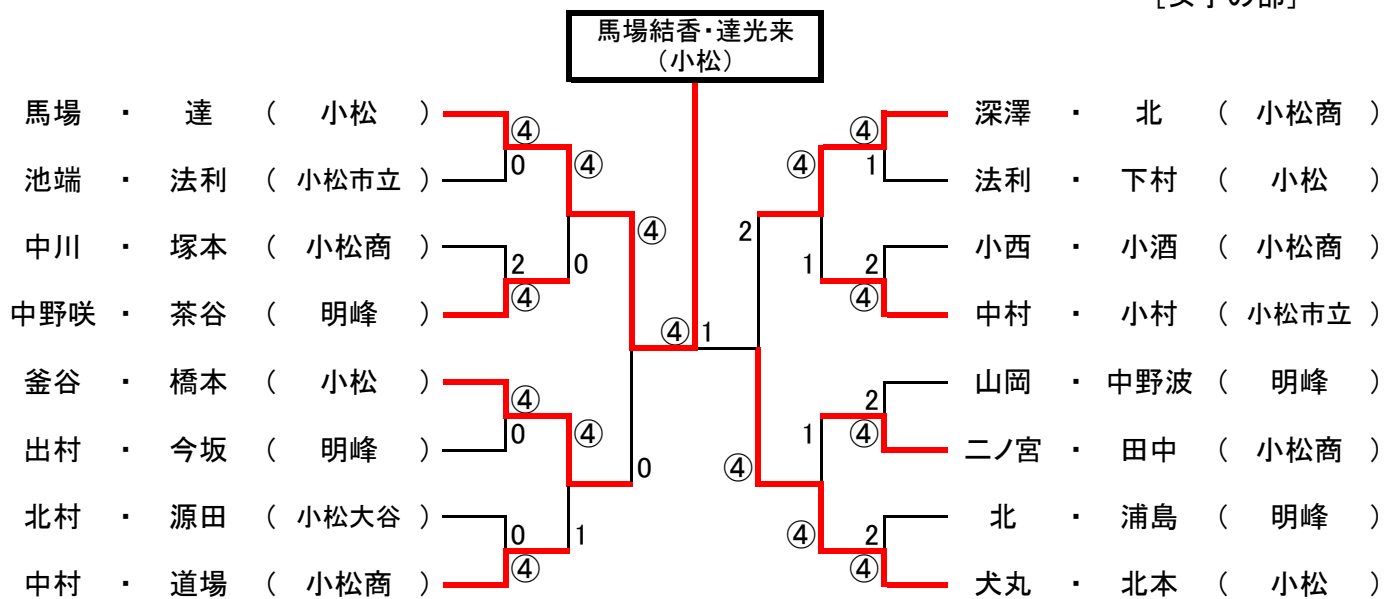 [女子の部]
馬場結香・達光来
(小松)
馬場 ・ 達 ( 小松 )
④
0
池端 ・ 法利 ( 小松市立 )
④
中川 ・ 塚本 ( 小松商 )
2
0
④
中野咲 ・ 茶谷 ( 明峰 )
④
④ 1
釜谷 ・ 橋本 ( 小松 )
④
0
出村 ・ 今坂 ( 明峰 )
④
0
北村 ・ 源田 ( 小松大谷 )
0
1
④
中村 ・ 道場 ( 小松商 )
深澤 ・ 北 ( 小松商 )
④
1
法利 ・ 下村 ( 小松 )
④
2
小西 ・ 小酒 ( 小松商 )
1
2
④
中村 ・ 小村 ( 小松市立 )
山岡 ・ 中野波 ( 明峰 )
2
1
④
二ノ宮 ・ 田中 ( 小松商 )
④
北 ・ 浦島 ( 明峰 )
④
2
④
犬丸 ・ 北本 ( 小松 )